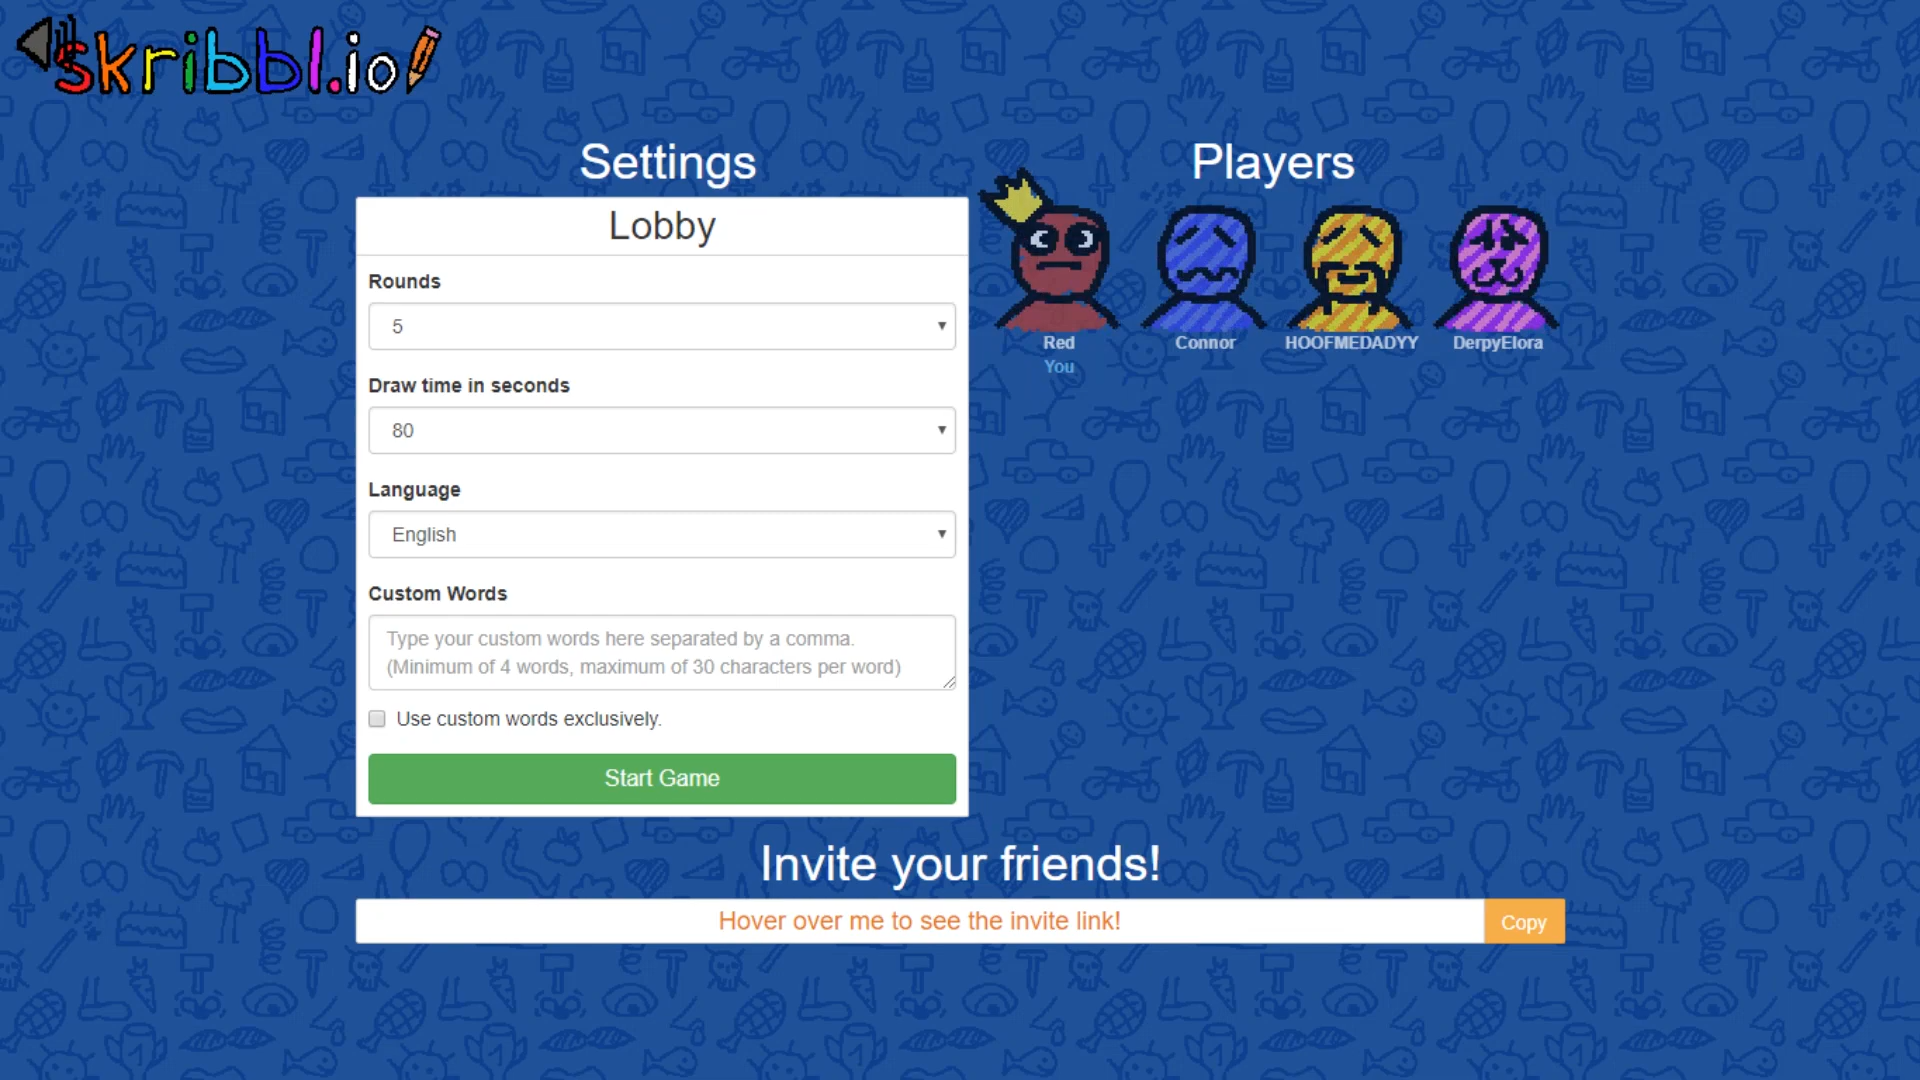 skribbl.io
Settings
Players
Lobby
Rounds
5
Draw time in seconds
80
Language
English
Custom Words
Type your custom words here separated by a comma.
(Minimum of 4 words, maximum of 30 characters per word)
Use custom words exclusively.
Start Game
Red
You
Connor
HOOFMEDADYY
DerpyElora
Invite your friends!
Hover over me to see the invite link!
Copy